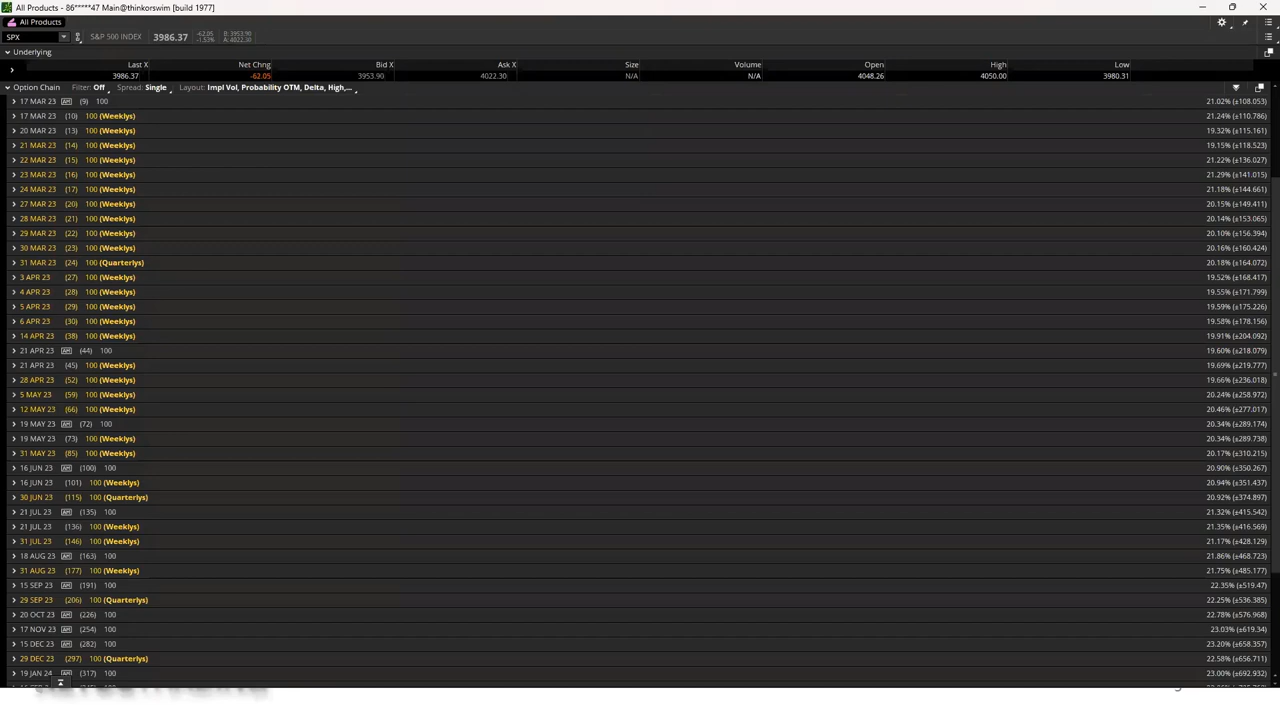 All Products - 86*****47 Main@thinkorswim [build 1977]
All Products
SPX S&P 500 INDEX 3986.37 -62.05 -1.53% B: 3953.90 A: 4022.30
Underlying
Last X Net Chng Bid X Ask X Size Volume Open High Low
3986.37 -62.05 3953.90 4022.30 N/A N/A 4048.26 4050.00 3980.31
Option Chain Filter: Off Spread: Single Layout: Impl Vol, Probability OTM, Delta, High,...
17 MAR 23 AM (9) 100 21.02% (±108.053)
17 MAR 23 (10) 100 (Weeklys) 21.24% (±110.786)
20 MAR 23 (13) 100 (Weeklys) 19.32% (±115.161)
21 MAR 23 (14) 100 (Weeklys) 19.15% (±118.523)
22 MAR 23 (15) 100 (Weeklys) 21.22% (±136.027)
23 MAR 23 (16) 100 (Weeklys) 21.29% (±141.015)
24 MAR 23 (17) 100 (Weeklys) 21.18% (±144.661)
27 MAR 23 (20) 100 (Weeklys) 20.15% (±149.411)
28 MAR 23 (21) 100 (Weeklys) 20.14% (±153.065)
29 MAR 23 (22) 100 (Weeklys) 20.10% (±156.394)
30 MAR 23 (23) 100 (Weeklys) 20.16% (±160.424)
31 MAR 23 (24) 100 (Quarterlys) 20.18% (±164.072)
3 APR 23 (27) 100 (Weeklys) 19.52% (±168.417)
4 APR 23 (28) 100 (Weeklys) 19.55% (±171.799)
5 APR 23 (29) 100 (Weeklys) 19.59% (±175.226)
6 APR 23 (30) 100 (Weeklys) 19.58% (±178.156)
14 APR 23 (38) 100 (Weeklys) 19.91% (±204.092)
21 APR 23 AM (44) 100 19.60% (±218.079)
21 APR 23 (45) 100 (Weeklys) 19.69% (±219.777)
28 APR 23 (52) 100 (Weeklys) 19.66% (±236.018)
5 MAY 23 (59) 100 (Weeklys) 20.24% (±258.972)
12 MAY 23 (66) 100 (Weeklys) 20.46% (±277.017)
19 MAY 23 AM (72) 100 20.34% (±289.174)
19 MAY 23 (73) 100 (Weeklys) 20.34% (±289.738)
31 MAY 23 (85) 100 (Weeklys) 20.17% (±310.215)
16 JUN 23 AM (100) 100 20.90% (±350.267)
16 JUN 23 (101) 100 (Weeklys) 20.94% (±351.437)
30 JUN 23 (115) 100 (Quarterlys) 20.92% (±374.897)
21 JUL 23 AM (135) 100 21.32% (±415.542)
21 JUL 23 (136) 100 (Weeklys) 21.35% (±416.569)
31 JUL 23 (146) 100 (Weeklys) 21.17% (±428.129)
18 AUG 23 AM (163) 100 21.86% (±468.723)
31 AUG 23 (177) 100 (Weeklys) 21.75% (±485.177)
15 SEP 23 AM (191) 100 22.35% (±519.47)
29 SEP 23 (206) 100 (Quarterlys) 22.25% (±536.385)
20 OCT 23 AM (226) 100 22.78% (±576.968)
17 NOV 23 AM (254) 100 23.03% (±619.34)
15 DEC 23 AM (282) 100 23.20% (±658.357)
29 DEC 23 (297) 100 (Quarterlys) 22.58% (±656.711)
19 JAN 24 AM (317) 100 23.00% (±692.932)